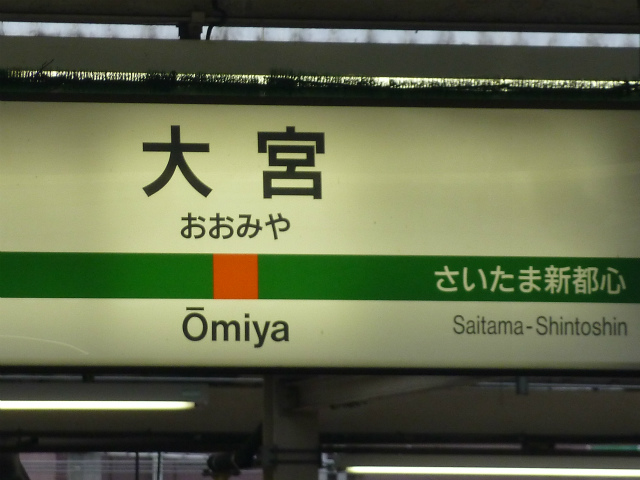 大宮
おおみや
さいたま新都心
Ōmiya
Saitama-Shintoshin